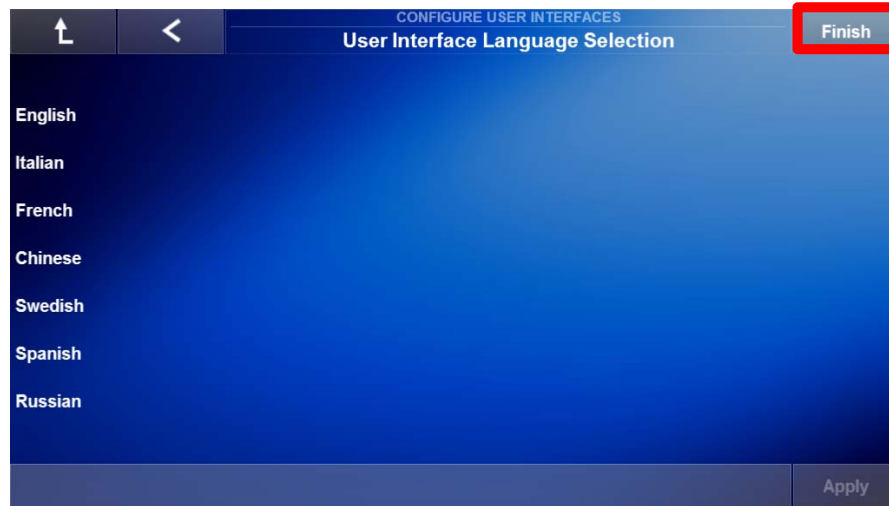 CONFIGURE USER INTERFACES
User Interface Language Selection
Finish
English
Italian
French
Chinese
Swedish
Spanish
Russian
Apply